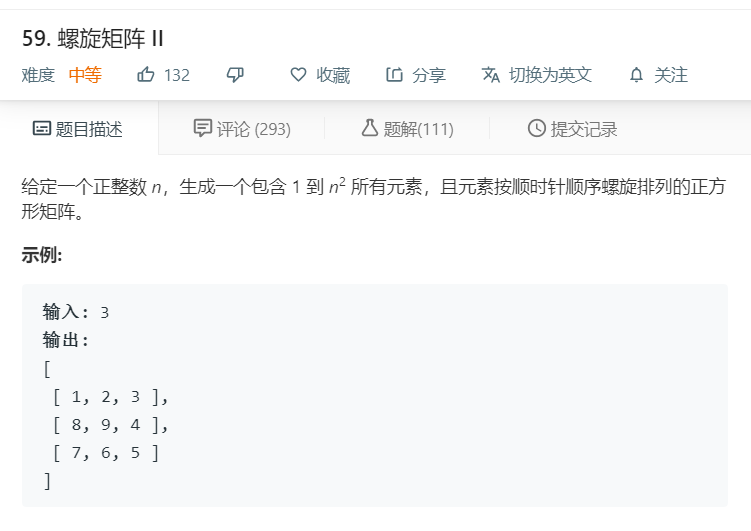 59. 螺旋矩阵 II
难度 中等 132 收藏 分享 切换为英文 关注
题目描述 评论 (293) 题解(111) 提交记录
给定一个正整数 n，生成一个包含 1 到 n² 所有元素，且元素按顺时针顺序螺旋排列的正方
形矩阵。
示例:
输入: 3
输出:
[
[ 1, 2, 3 ],
[ 8, 9, 4 ],
[ 7, 6, 5 ]
]